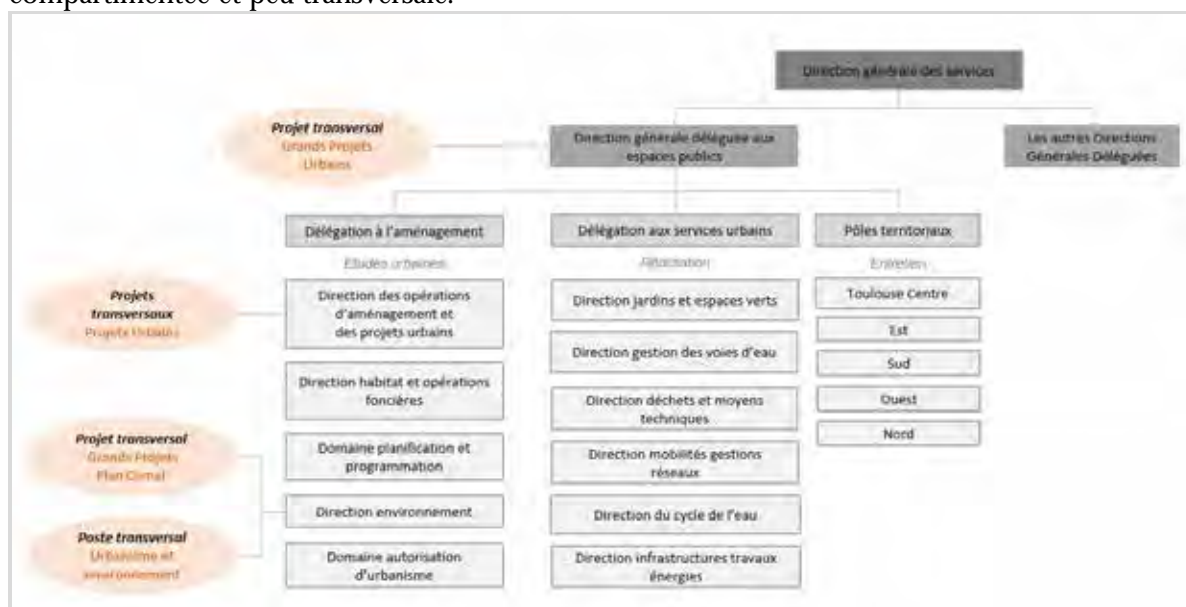 compartimentée et peu transversale.
Direction générale des services
Projet transversal
Grands Projets
Urbains
Direction générale déléguée aux
espaces publics
Les autres Directions
Générales Déléguées
Délégation à l'aménagement
Délégation aux services urbains
Pôles territoriaux
Etudes urbaines
Réalisation
Entretien
Projets
transversaux
Projets Urbains
Direction des opérations
d'aménagement et
des projets urbains
Direction jardins et espaces verts
Toulouse Centre
Est
Direction gestion des voies d'eau
Sud
Direction habitat et opérations
foncières
Direction déchets et moyens
techniques
Ouest
Nord
Projet transversal
Grands Projets
Plan Climat
Domaine planification et
programmation
Direction mobilités gestions
réseaux
Direction environnement
Direction du cycle de l'eau
Poste transversal
Urbanisme et
environnement
Domaine autorisation
d'urbanisme
Direction infrastructures travaux
énergies